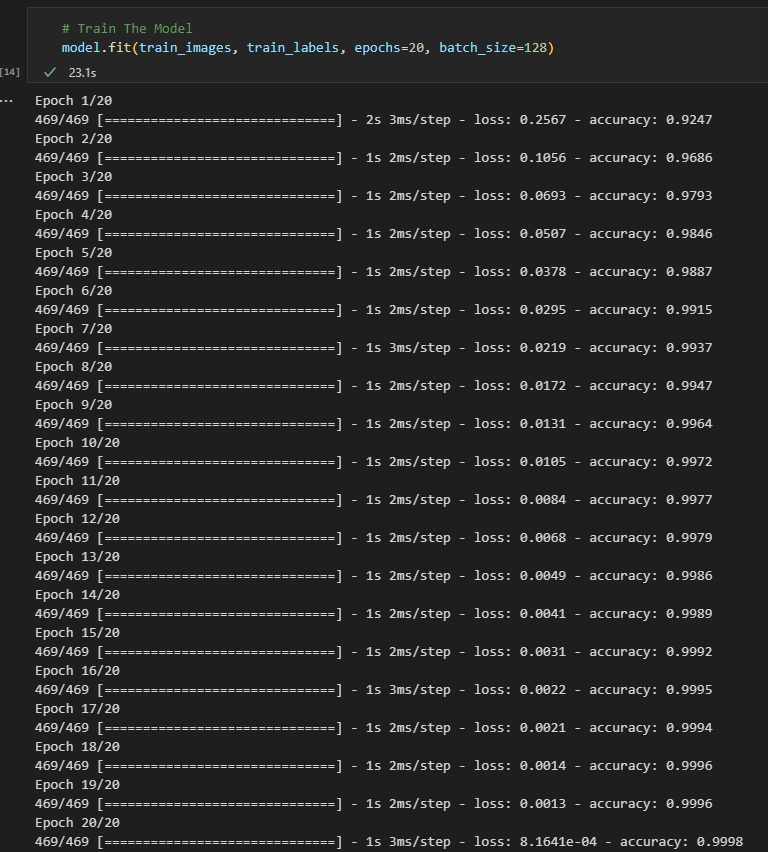 # Train The Model
model.fit(train_images, train_labels, epochs=20, batch_size=128)
[14] ✓ 23.1s
... Epoch 1/20
469/469 [==============================] - 2s 3ms/step - loss: 0.2567 - accuracy: 0.9247
Epoch 2/20
469/469 [==============================] - 1s 2ms/step - loss: 0.1056 - accuracy: 0.9686
Epoch 3/20
469/469 [==============================] - 1s 2ms/step - loss: 0.0693 - accuracy: 0.9793
Epoch 4/20
469/469 [==============================] - 1s 2ms/step - loss: 0.0507 - accuracy: 0.9846
Epoch 5/20
469/469 [==============================] - 1s 2ms/step - loss: 0.0378 - accuracy: 0.9887
Epoch 6/20
469/469 [==============================] - 1s 2ms/step - loss: 0.0295 - accuracy: 0.9915
Epoch 7/20
469/469 [==============================] - 1s 3ms/step - loss: 0.0219 - accuracy: 0.9937
Epoch 8/20
469/469 [==============================] - 1s 2ms/step - loss: 0.0172 - accuracy: 0.9947
Epoch 9/20
469/469 [==============================] - 1s 2ms/step - loss: 0.0131 - accuracy: 0.9964
Epoch 10/20
469/469 [==============================] - 1s 2ms/step - loss: 0.0105 - accuracy: 0.9972
Epoch 11/20
469/469 [==============================] - 1s 2ms/step - loss: 0.0084 - accuracy: 0.9977
Epoch 12/20
469/469 [==============================] - 1s 2ms/step - loss: 0.0068 - accuracy: 0.9979
Epoch 13/20
469/469 [==============================] - 1s 2ms/step - loss: 0.0049 - accuracy: 0.9986
Epoch 14/20
469/469 [==============================] - 1s 2ms/step - loss: 0.0041 - accuracy: 0.9989
Epoch 15/20
469/469 [==============================] - 1s 2ms/step - loss: 0.0031 - accuracy: 0.9992
Epoch 16/20
469/469 [==============================] - 1s 3ms/step - loss: 0.0022 - accuracy: 0.9995
Epoch 17/20
469/469 [==============================] - 1s 2ms/step - loss: 0.0021 - accuracy: 0.9994
Epoch 18/20
469/469 [==============================] - 1s 2ms/step - loss: 0.0014 - accuracy: 0.9996
Epoch 19/20
469/469 [==============================] - 1s 2ms/step - loss: 0.0013 - accuracy: 0.9996
Epoch 20/20
469/469 [==============================] - 1s 3ms/step - loss: 8.1641e-04 - accuracy: 0.9998